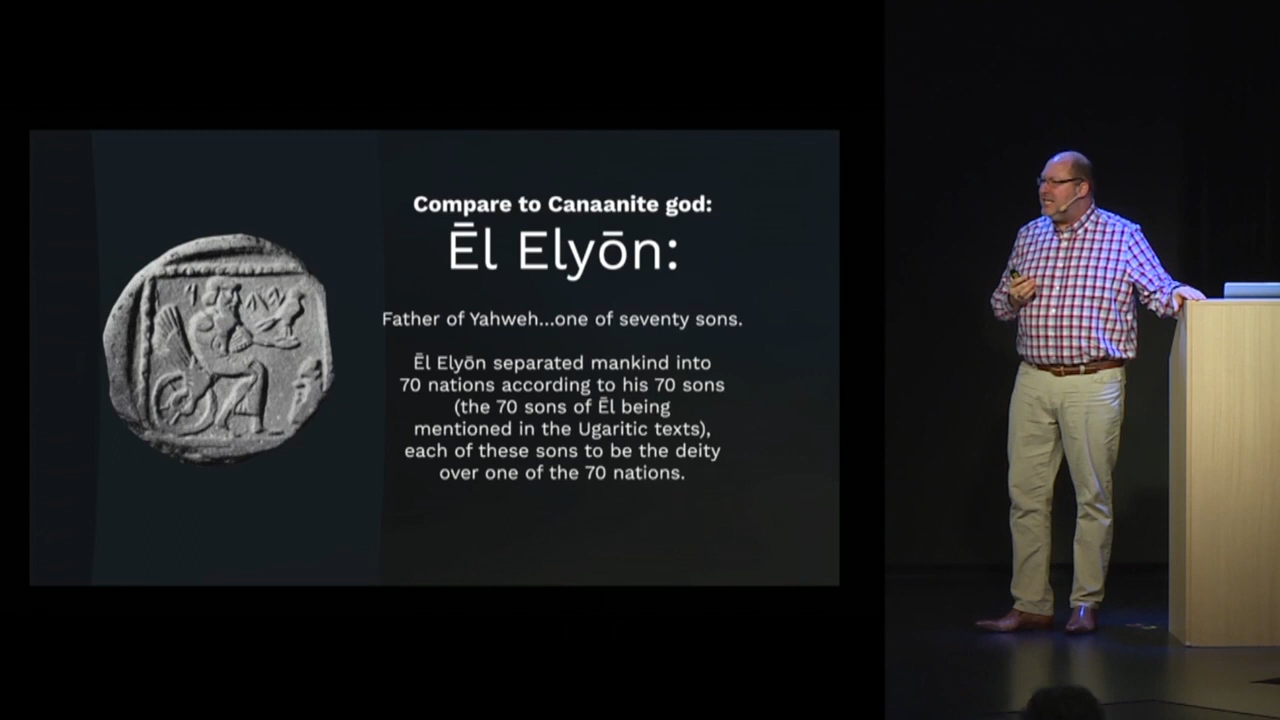 Compare to Canaanite god:
Ēl Elyōn:
Father of Yahweh...one of seventy sons.
Ēl Elyōn separated mankind into
70 nations according to his 70 sons
(the 70 sons of Ēl being
mentioned in the Ugaritic texts),
each of these sons to be the deity
over one of the 70 nations.